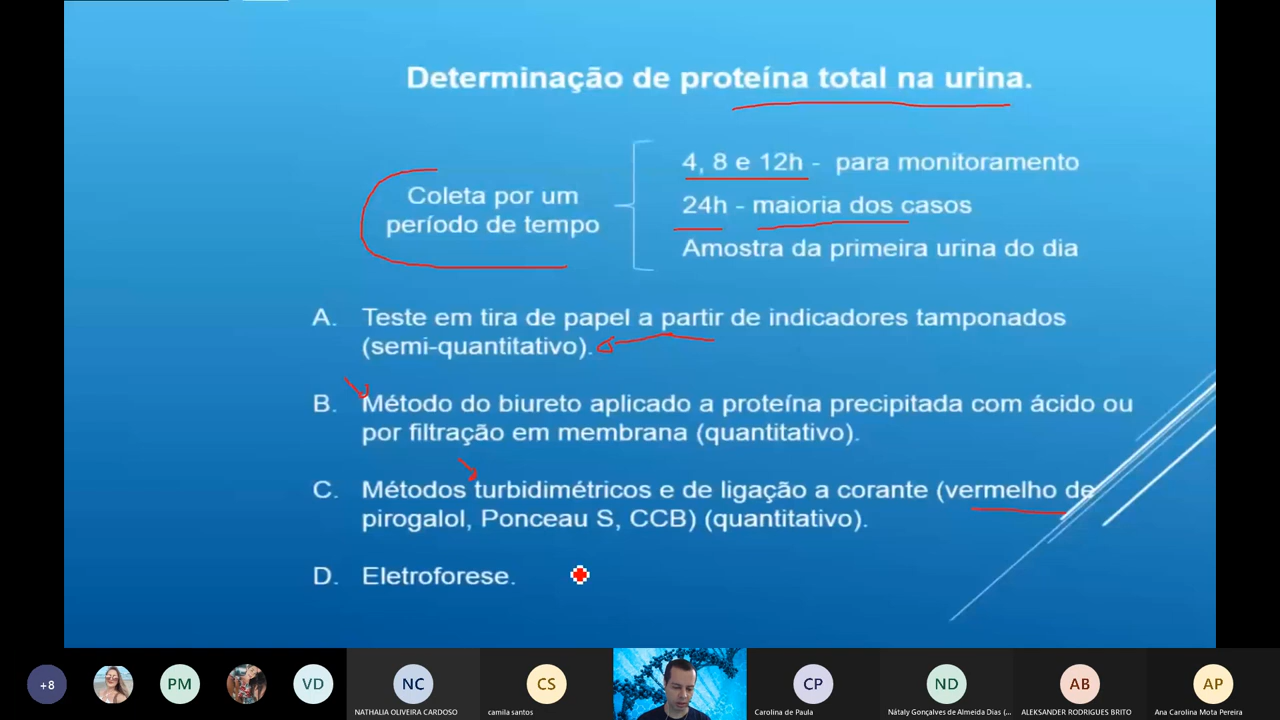 Determinação de proteína total na urina.
Coleta por um
período de tempo
4, 8 e 12h - para monitoramento
24h - maioria dos casos
Amostra da primeira urina do dia
A. Teste em tira de papel a partir de indicadores tamponados
(semi-quantitativo).
B. Método do biureto aplicado a proteína precipitada com ácido ou
por filtração em membrana (quantitativo).
C. Métodos turbidimétricos e de ligação a corante (vermelho de
pirogalol, Ponceau S, CCB) (quantitativo).
D. Eletroforese.
+8
PM
VD
NC
CS
CP
ND
AB
AP
NATHALIA OLIVEIRA CARDOSO
camila santos
Carolina de Paula
Nátaly Gonçalves de Almeida Dias (...
ALEKSANDER RODRIGUES BRITO
Ana Carolina Mota Pereira